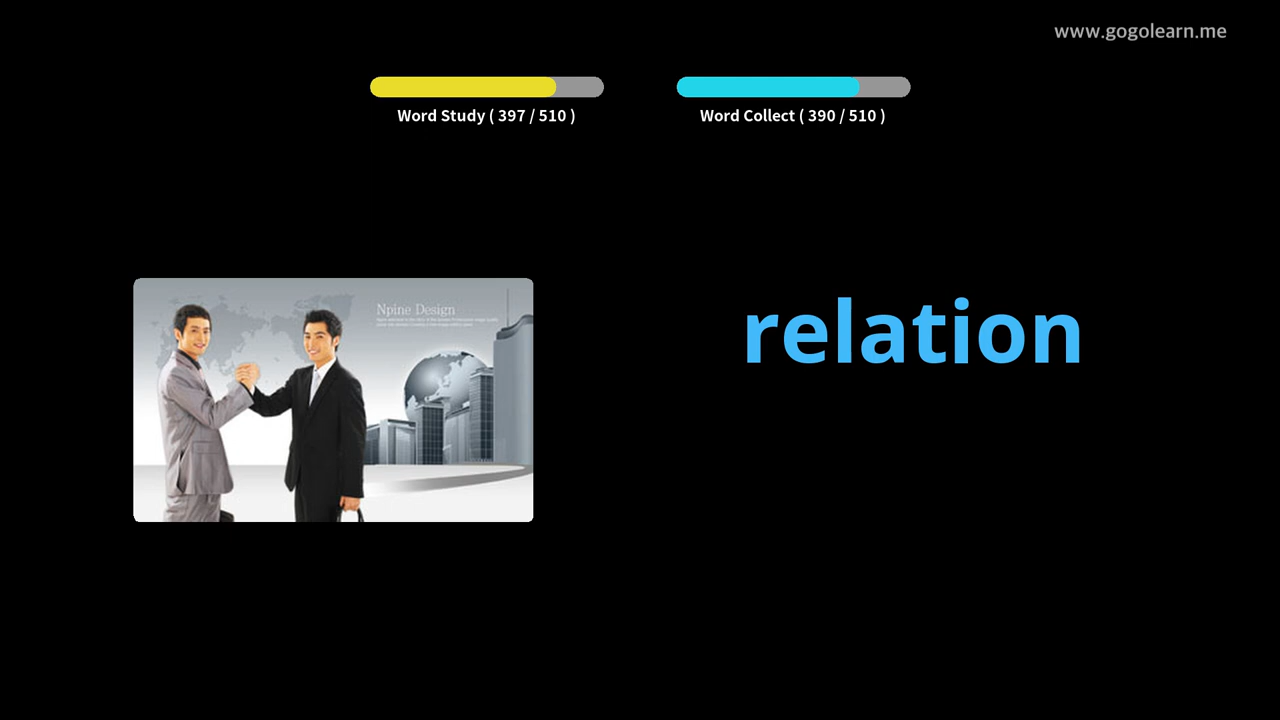 www.gogolearn.me
Word Study ( 397 / 510 )
Word Collect ( 390 / 510 )
Npine Design
relation